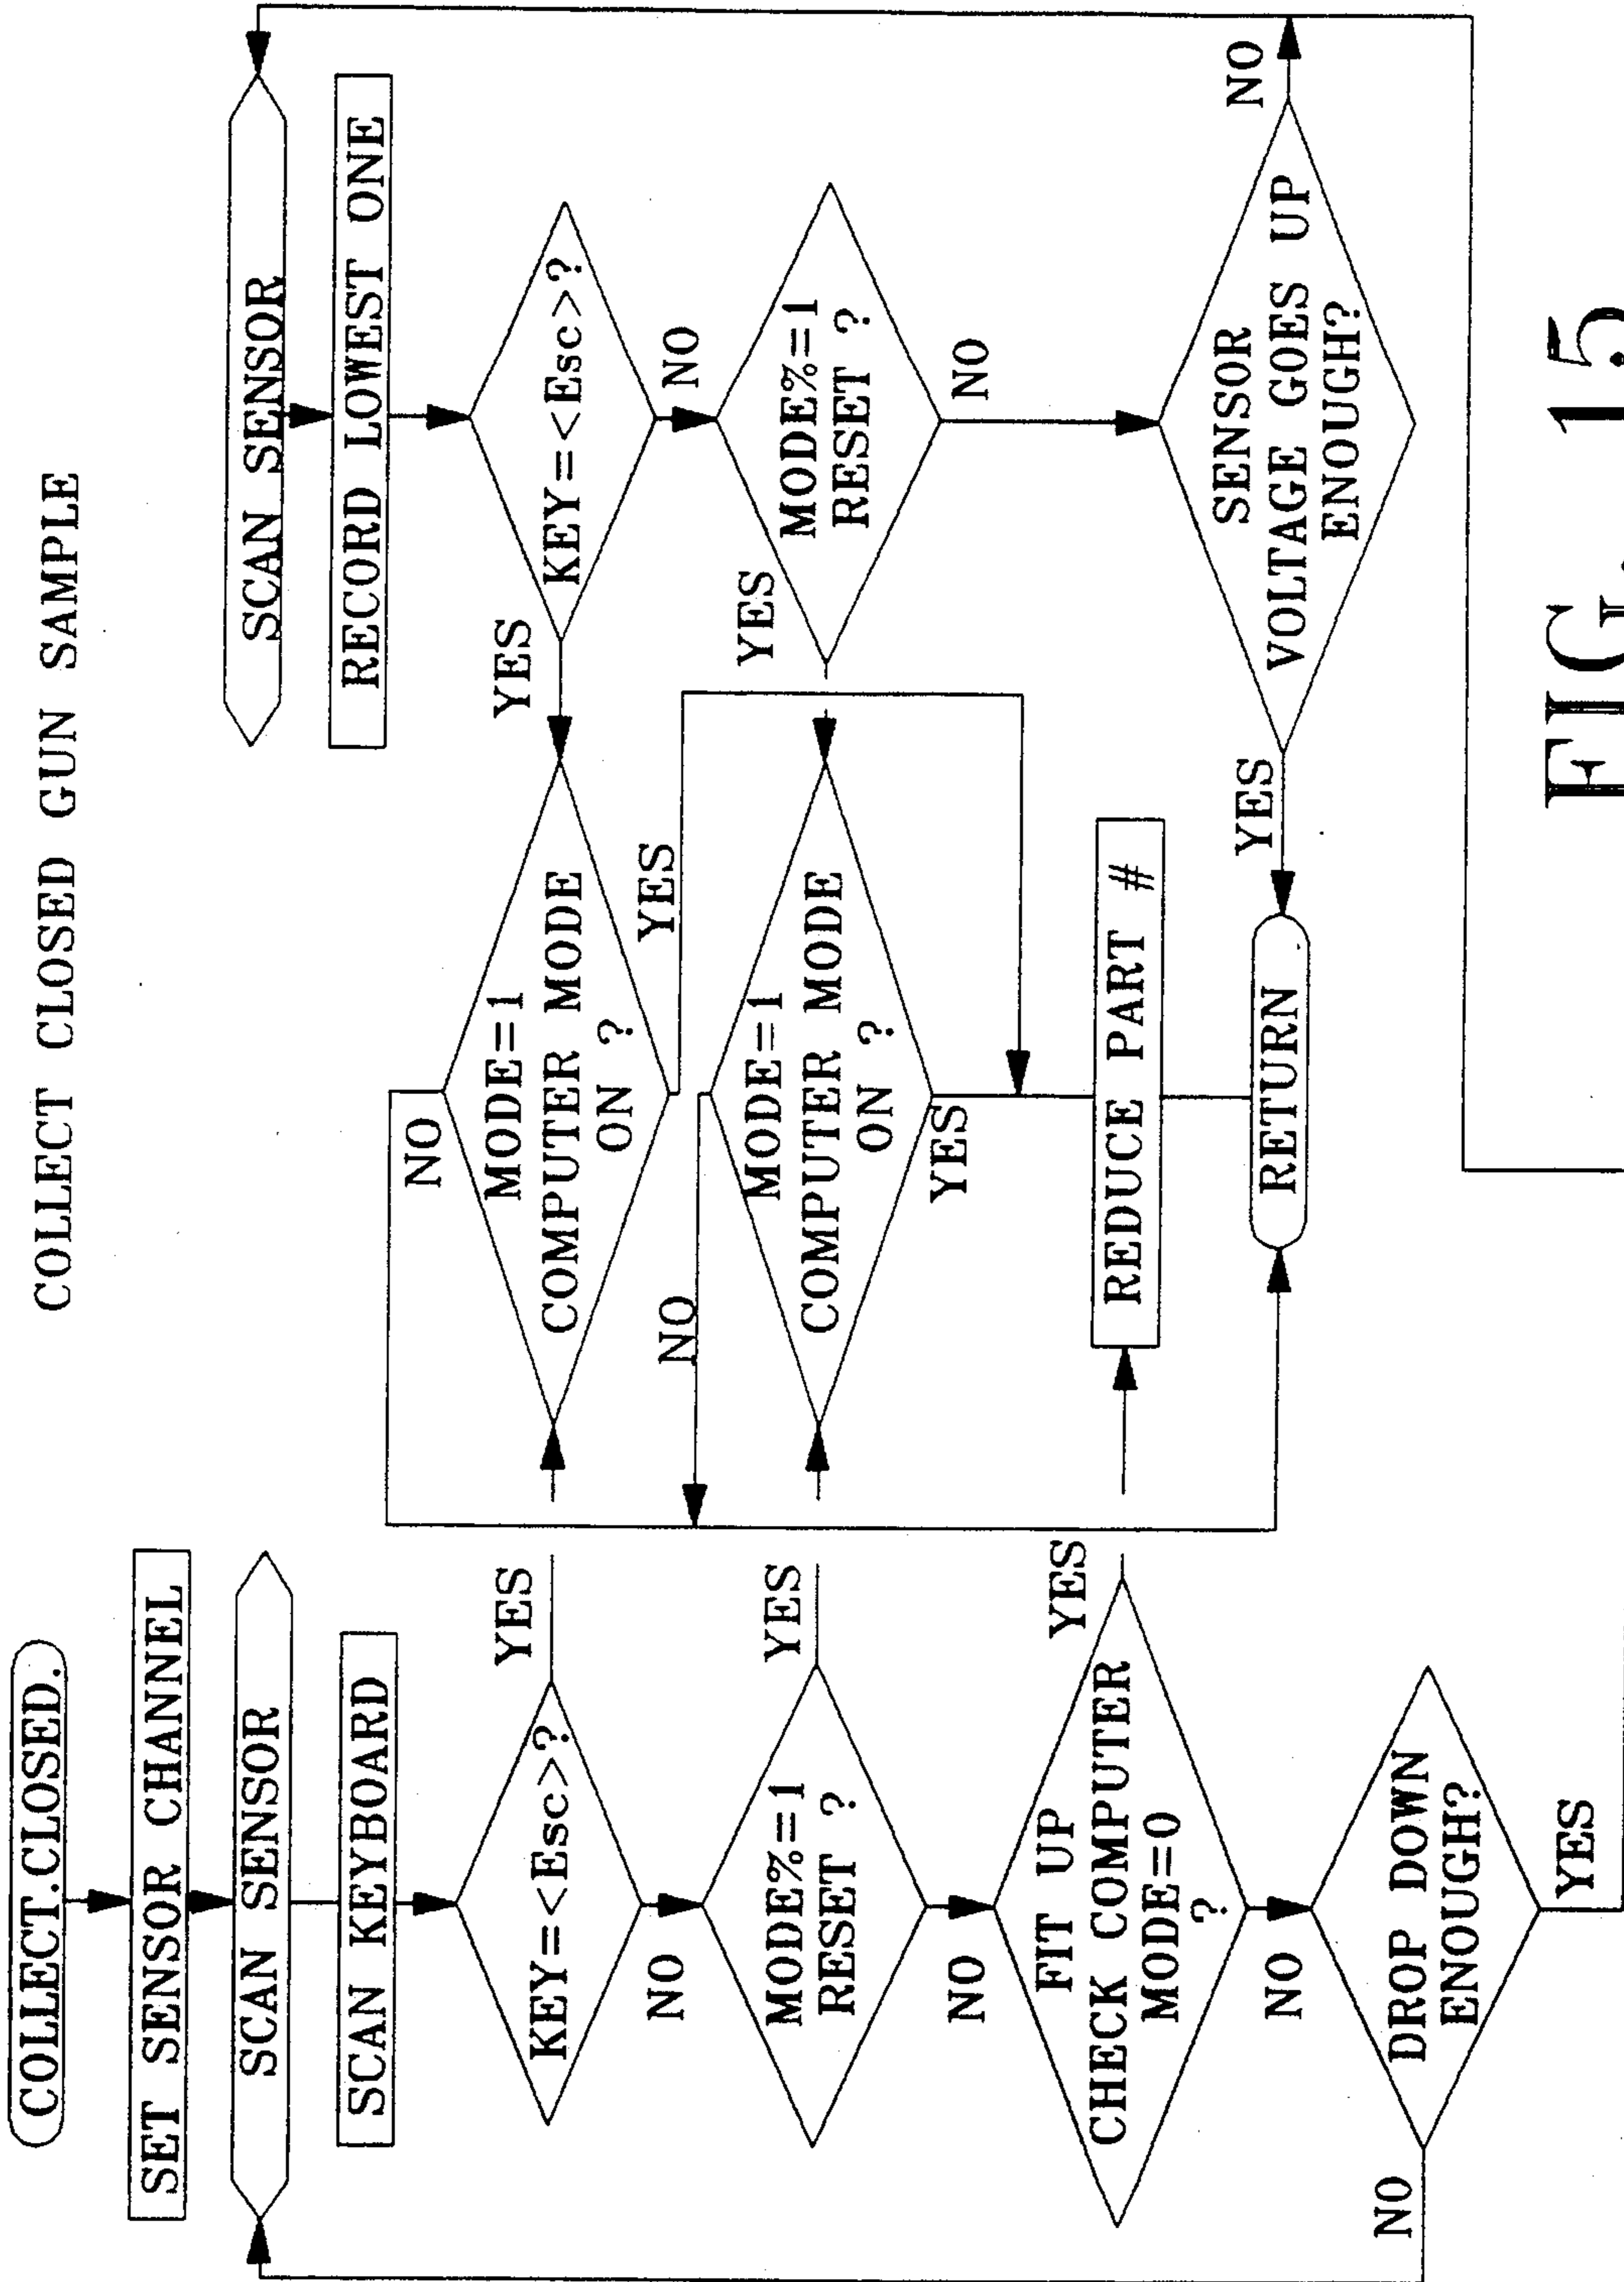 COLLECT CLOSED GUN SAMPLE
COLLECT.CLOSED.
SET SENSOR CHANNEL
SCAN SENSOR
SCAN KEYBOARD
KEY=<Esc>?
YES
NO
MODE%=1
RESET ?
YES
NO
FIT UP
CHECK COMPUTER
MODE=0
?
YES
NO
DROP DOWN
ENOUGH?
NO
YES
NO
MODE=1
COMPUTER MODE
ON ?
YES
NO
MODE=1
COMPUTER MODE
ON ?
YES
REDUCE PART #
RETURN
SCAN SENSOR
RECORD LOWEST ONE
KEY=<Esc>?
YES
NO
MODE%=1
RESET ?
YES
NO
SENSOR
VOLTAGE GOES UP
ENOUGH?
YES
NO
FIG. 15